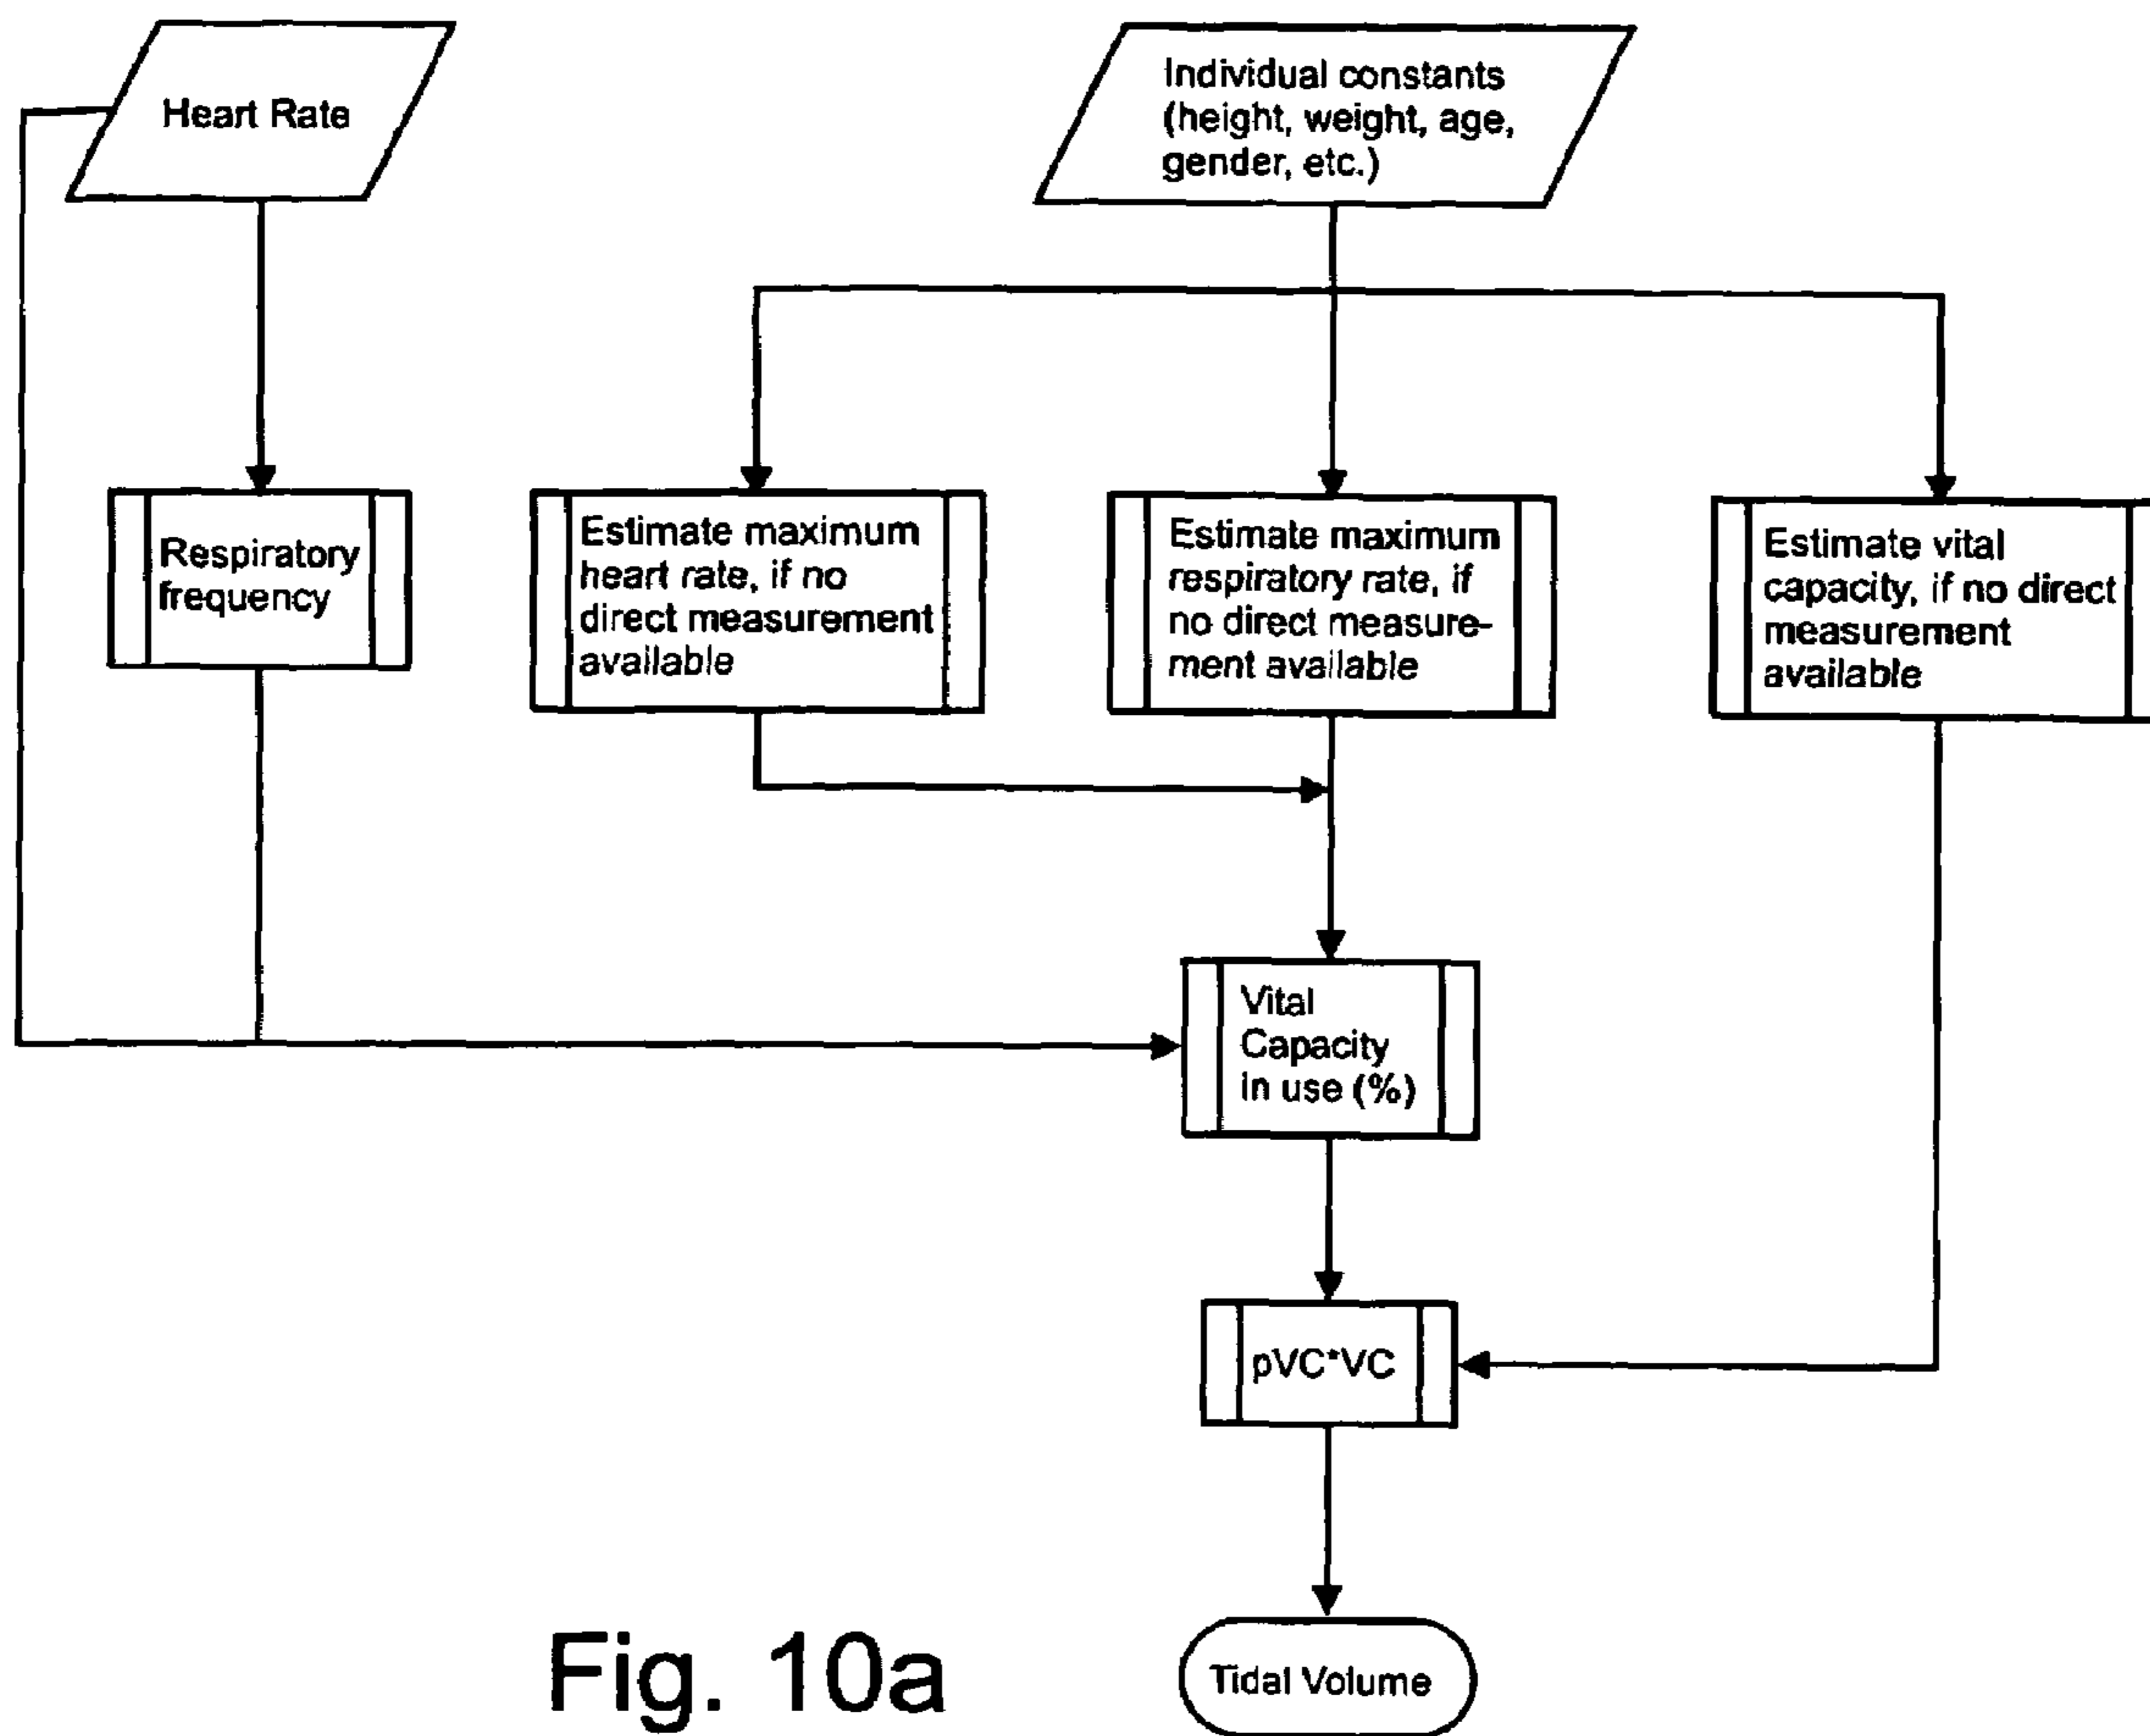 Heart Rate
Individual constants
(height, weight, age,
gender, etc.)
Respiratory
frequency
Estimate maximum
heart rate, if no
direct measurement
available
Estimate maximum
respiratory rate, if
no direct measure-
ment available
Estimate vital
capacity, if no direct
measurement
available
Vital
Capacity
in use (%)
pVC*VC
Tidal Volume
Fig. 10a